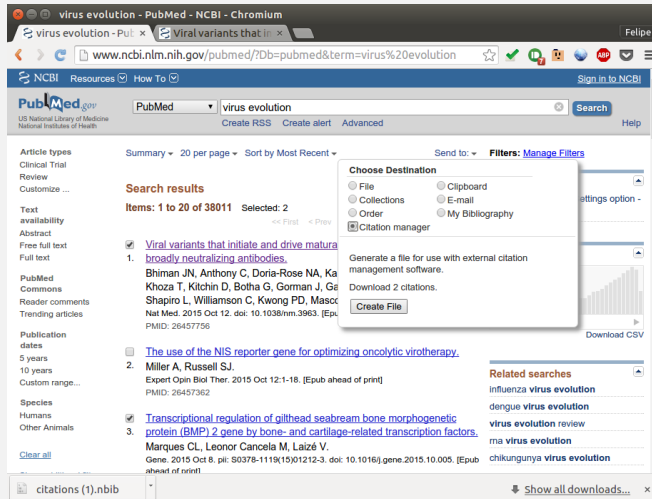 virus evolution - PubMed - NCBI - Chromium
virus evolution - Pub
Viral variants that in
Felipe
www.ncbi.nlm.nih.gov/pubmed/?Db=pubmed&term=virus%20evolution
ABP
NCBI Resources How To Sign in to NCBI
PubMed.gov
US National Library of Medicine
National Institutes of Health
PubMed
virus evolution
Search
Create RSS Create alert Advanced
Help
Article types
Clinical Trial
Review
Customize ...
Text
availability
Abstract
Free full text
Full text
PubMed
Commons
Reader comments
Trending articles
Publication
dates
5 years
10 years
Custom range...
Species
Humans
Other Animals
Clear all
Summary 20 per page Sort by Most Recent
Send to:
Filters: Manage Filters
Search results
Items: 1 to 20 of 38011 Selected: 2
<< First < Prev
Choose Destination
File Clipboard
Collections E-mail
Order My Bibliography
Citation manager
Generate a file for use with external citation
management software.
Download 2 citations.
Create File
Viral variants that initiate and drive matura
1. broadly neutralizing antibodies.
Bhiman JN, Anthony C, Doria-Rose NA, Ka
Khoza T, Kitchin D, Botha G, Gorman J, Ga
Shapiro L, Williamson C, Kwong PD, Masco
Nat Med. 2015 Oct 12. doi: 10.1038/nm.3963. [Epu
PMID: 26457756
The use of the NIS reporter gene for optimizing oncolytic virotherapy.
2. Miller A, Russell SJ.
Expert Opin Biol Ther. 2015 Oct 12:1-18. [Epub ahead of print]
PMID: 26457362
Transcriptional regulation of gilthead seabream bone morphogenetic
3. protein (BMP) 2 gene by bone- and cartilage-related transcription factors.
Marques CL, Leonor Cancela M, Laizé V.
Gene. 2015 Oct 8. pii: S0378-1119(15)01212-3. doi: 10.1016/j.gene.2015.10.005. [Epub
ahead of print]
ettings option -
Download CSV
Related searches
influenza virus evolution
dengue virus evolution
virus evolution review
rna virus evolution
chikungunya virus evolution
citations (1).nbib
Show all downloads...